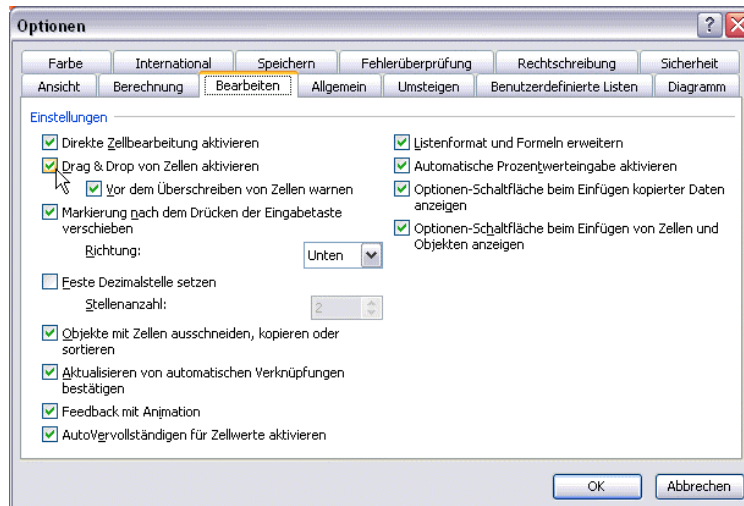 Optionen
Farbe International Speichern Fehlerüberprüfung Rechtschreibung Sicherheit
Ansicht Berechnung Bearbeiten Allgemein Umsteigen Benutzerdefinierte Listen Diagramm
Einstellungen
Direkte Zellbearbeitung aktivieren
Drag & Drop von Zellen aktivieren
Vor dem Überschreiben von Zellen warnen
Markierung nach dem Drücken der Eingabetaste
verschieben
Richtung: Unten
Feste Dezimalstelle setzen
Stellenanzahl: 2
Objekte mit Zellen ausschneiden, kopieren oder
sortieren
Aktualisieren von automatischen Verknüpfungen
bestätigen
Feedback mit Animation
AutoVervollständigen für Zellwerte aktivieren
Listenformat und Formeln erweitern
Automatische Prozentwerteingabe aktivieren
Optionen-Schaltfläche beim Einfügen kopierter Daten
anzeigen
Optionen-Schaltfläche beim Einfügen von Zellen und
Objekten anzeigen
OK Abbrechen